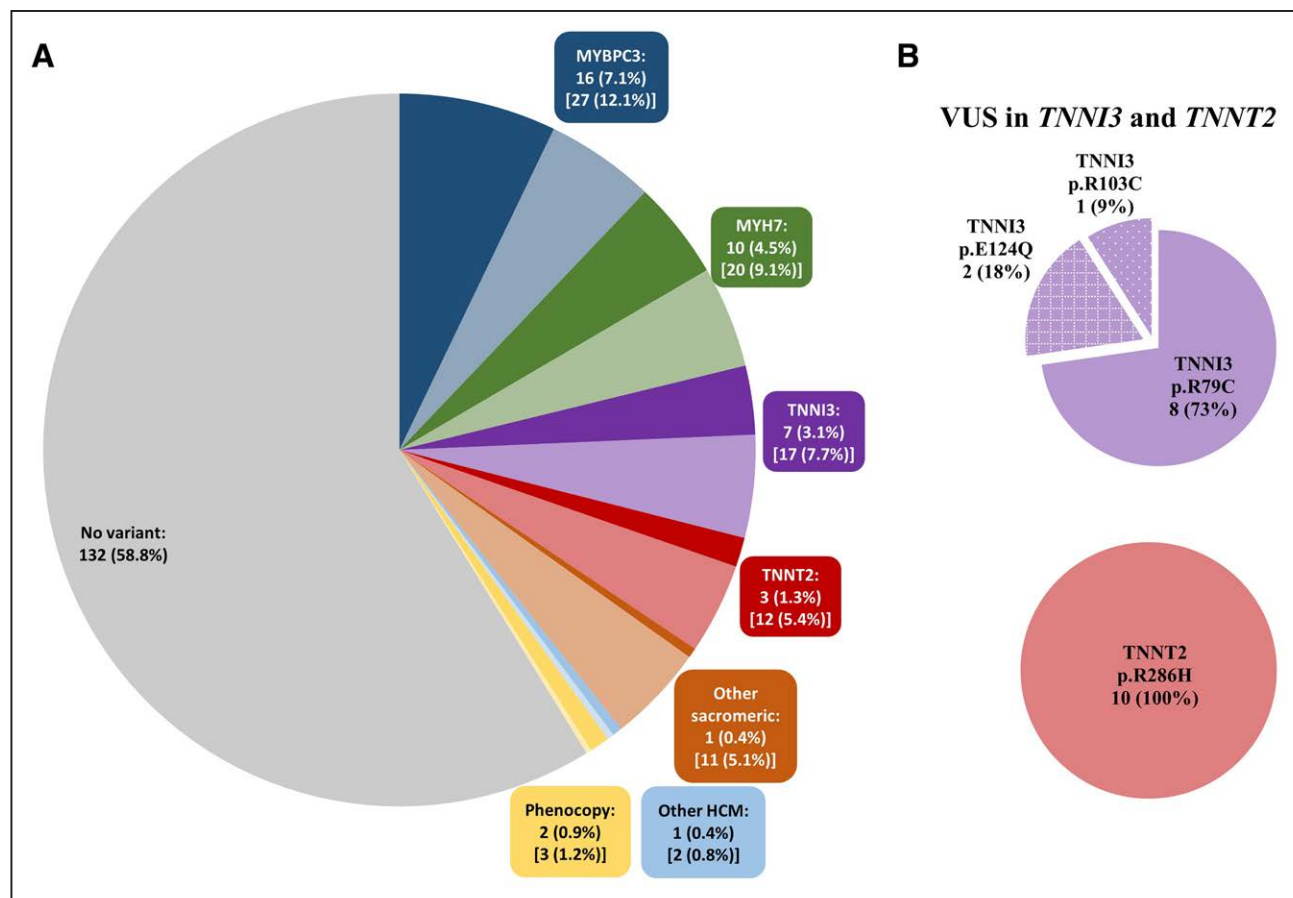 A
MYBPC3:
16 (7.1%)
[27 (12.1%)]
MYH7:
10 (4.5%)
[20 (9.1%)]
TNNI3:
7 (3.1%)
[17 (7.7%)]
TNNT2:
3 (1.3%)
[12 (5.4%)]
Other
sacromeric:
1 (0.4%)
[11 (5.1%)]
Other HCM:
1 (0.4%)
[2 (0.8%)]
Phenocopy:
2 (0.9%)
[3 (1.2%)]
No variant:
132 (58.8%)
B
VUS in TNNI3 and TNNT2
TNNI3
p.R103C
1 (9%)
TNNI3
p.E124Q
2 (18%)
TNNI3
p.R79C
8 (73%)
TNNT2
p.R286H
10 (100%)